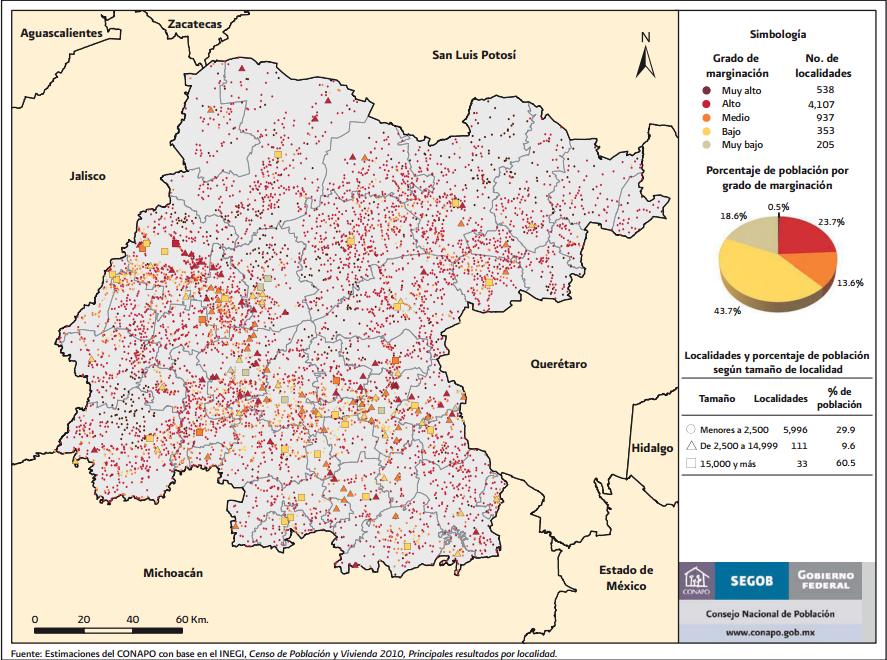 Aguascalientes
Zacatecas
San Luis Potosí
N
Jalisco
Querétaro
Hidalgo
Michoacán
Estado de
México
0 20 40 60 Km.
Simbología
Grado de marginación No. de localidades
Muy alto 538
Alto 4,107
Medio 937
Bajo 353
Muy bajo 205
Porcentaje de población por
grado de marginación
0.5%
18.6%
23.7%
13.6%
43.7%
Localidades y porcentaje de población
según tamaño de localidad
Tamaño Localidades % de población
Menores a 2,500 5,996 29.9
De 2,500 a 14,999 111 9.6
15,000 y más 33 60.5
CONAPO
SEGOB
GOBIERNO
FEDERAL
Consejo Nacional de Población
www.conapo.gob.mx
Fuente: Estimaciones del CONAPO con base en el INEGI, Censo de Población y Vivienda 2010, Principales resultados por localidad.